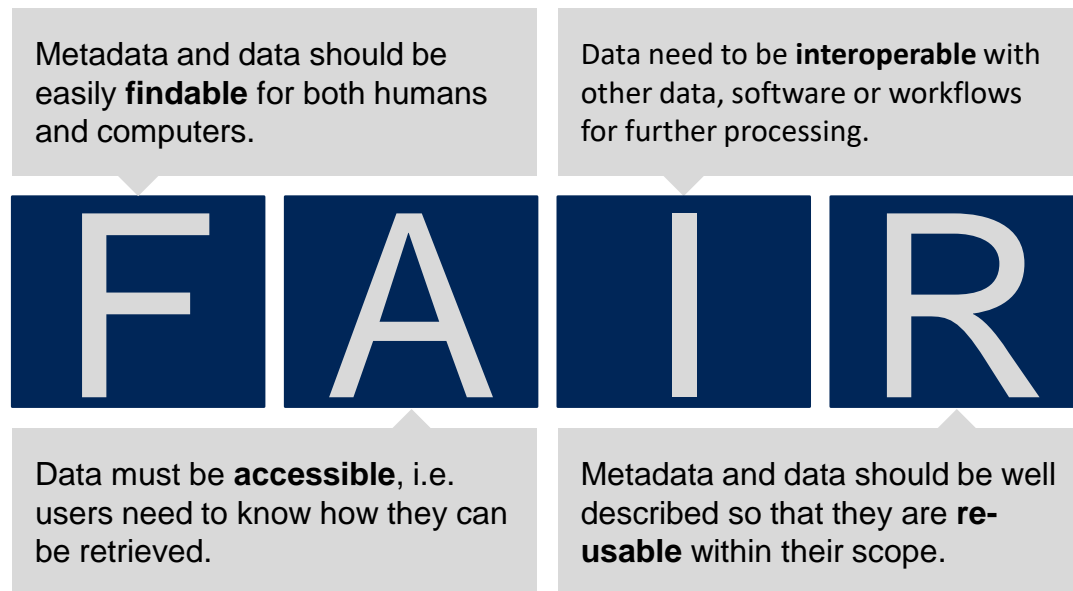 Metadata and data should be
easily findable for both humans
and computers.
Data need to be interoperable with
other data, software or workflows
for further processing.
F A I R
Data must be accessible, i.e.
users need to know how they can
be retrieved.
Metadata and data should be well
described so that they are re-
usable within their scope.